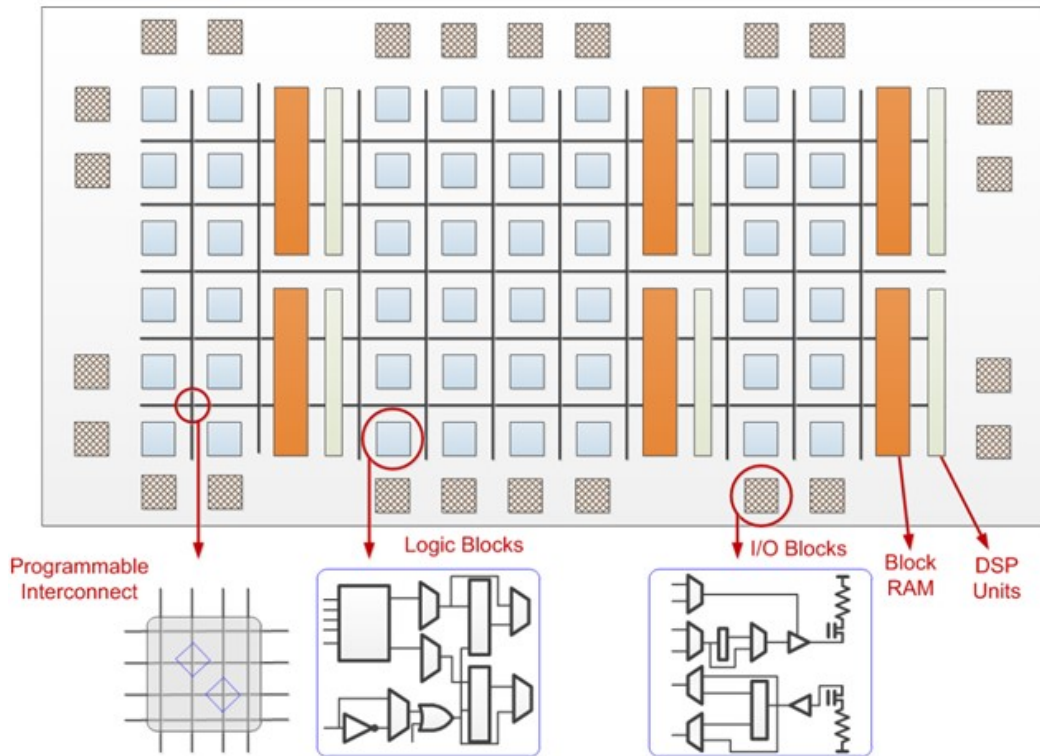 Programmable
Interconnect
Logic Blocks
I/O Blocks
Block
RAM
DSP
Units